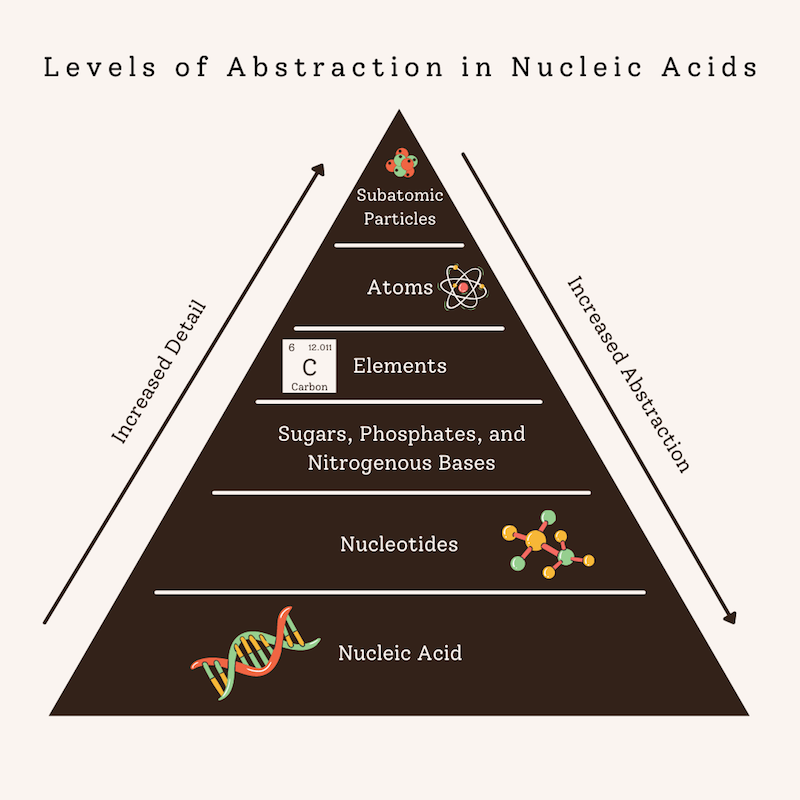 Levels of Abstraction in Nucleic Acids
Subatomic
Particles
Atoms
6 12.011
C
Carbon
Elements
Sugars, Phosphates, and
Nitrogenous Bases
Nucleotides
Nucleic Acid
Increased Detail
Increased Abstraction